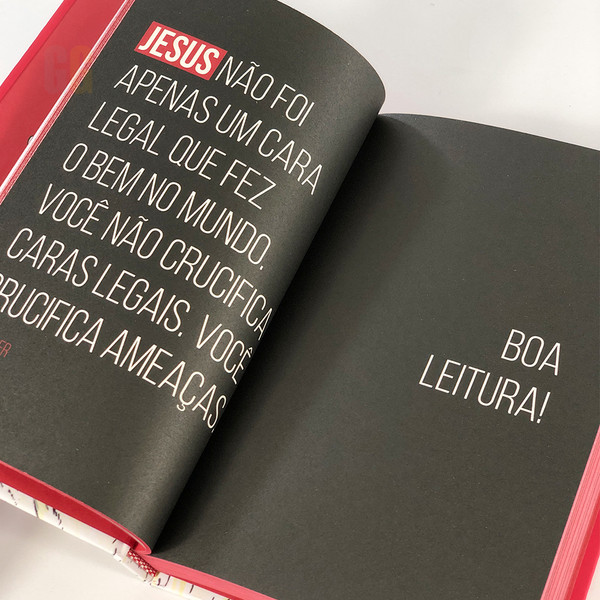 JESUS NÃO FOI
APENAS UM CARA
LEGAL QUE FEZ
O BEM NO MUNDO.
VOCÊ NÃO CRUCIFICA
CARAS LEGAIS. VOCÊ
CRUCIFICA AMEAÇAS.
BOA
LEITURA!